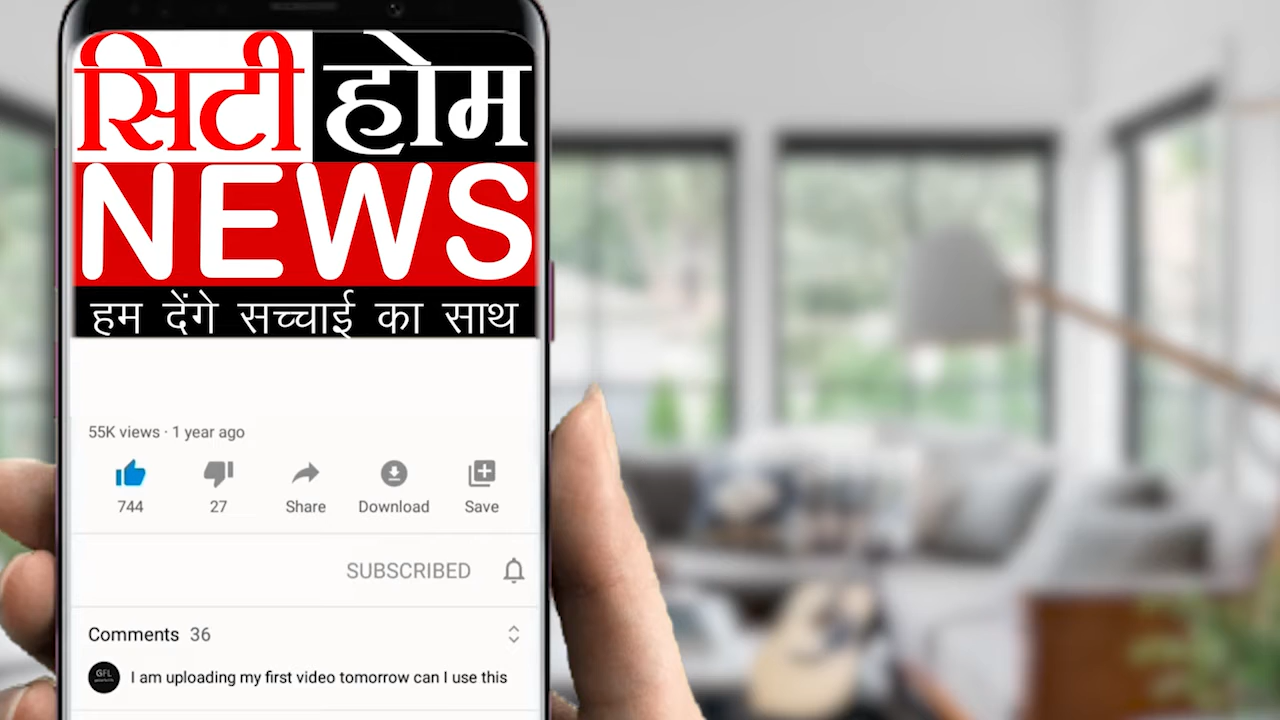 सिटी होम
NEWS
हम देंगे सच्चाई का साथ
55K views · 1 year ago
744 27 Share Download Save
SUBSCRIBED
Comments 36
GFL
I am uploading my first video tomorrow can I use this